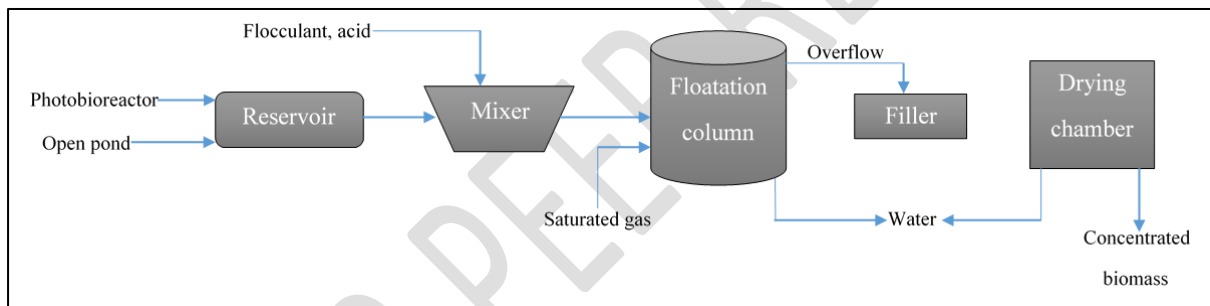 Flocculant, acid
Photobioreactor
Open pond
Reservoir
Mixer
Saturated gas
Floatation
column
Overflow
Filler
Water
Drying
chamber
Concentrated
biomass